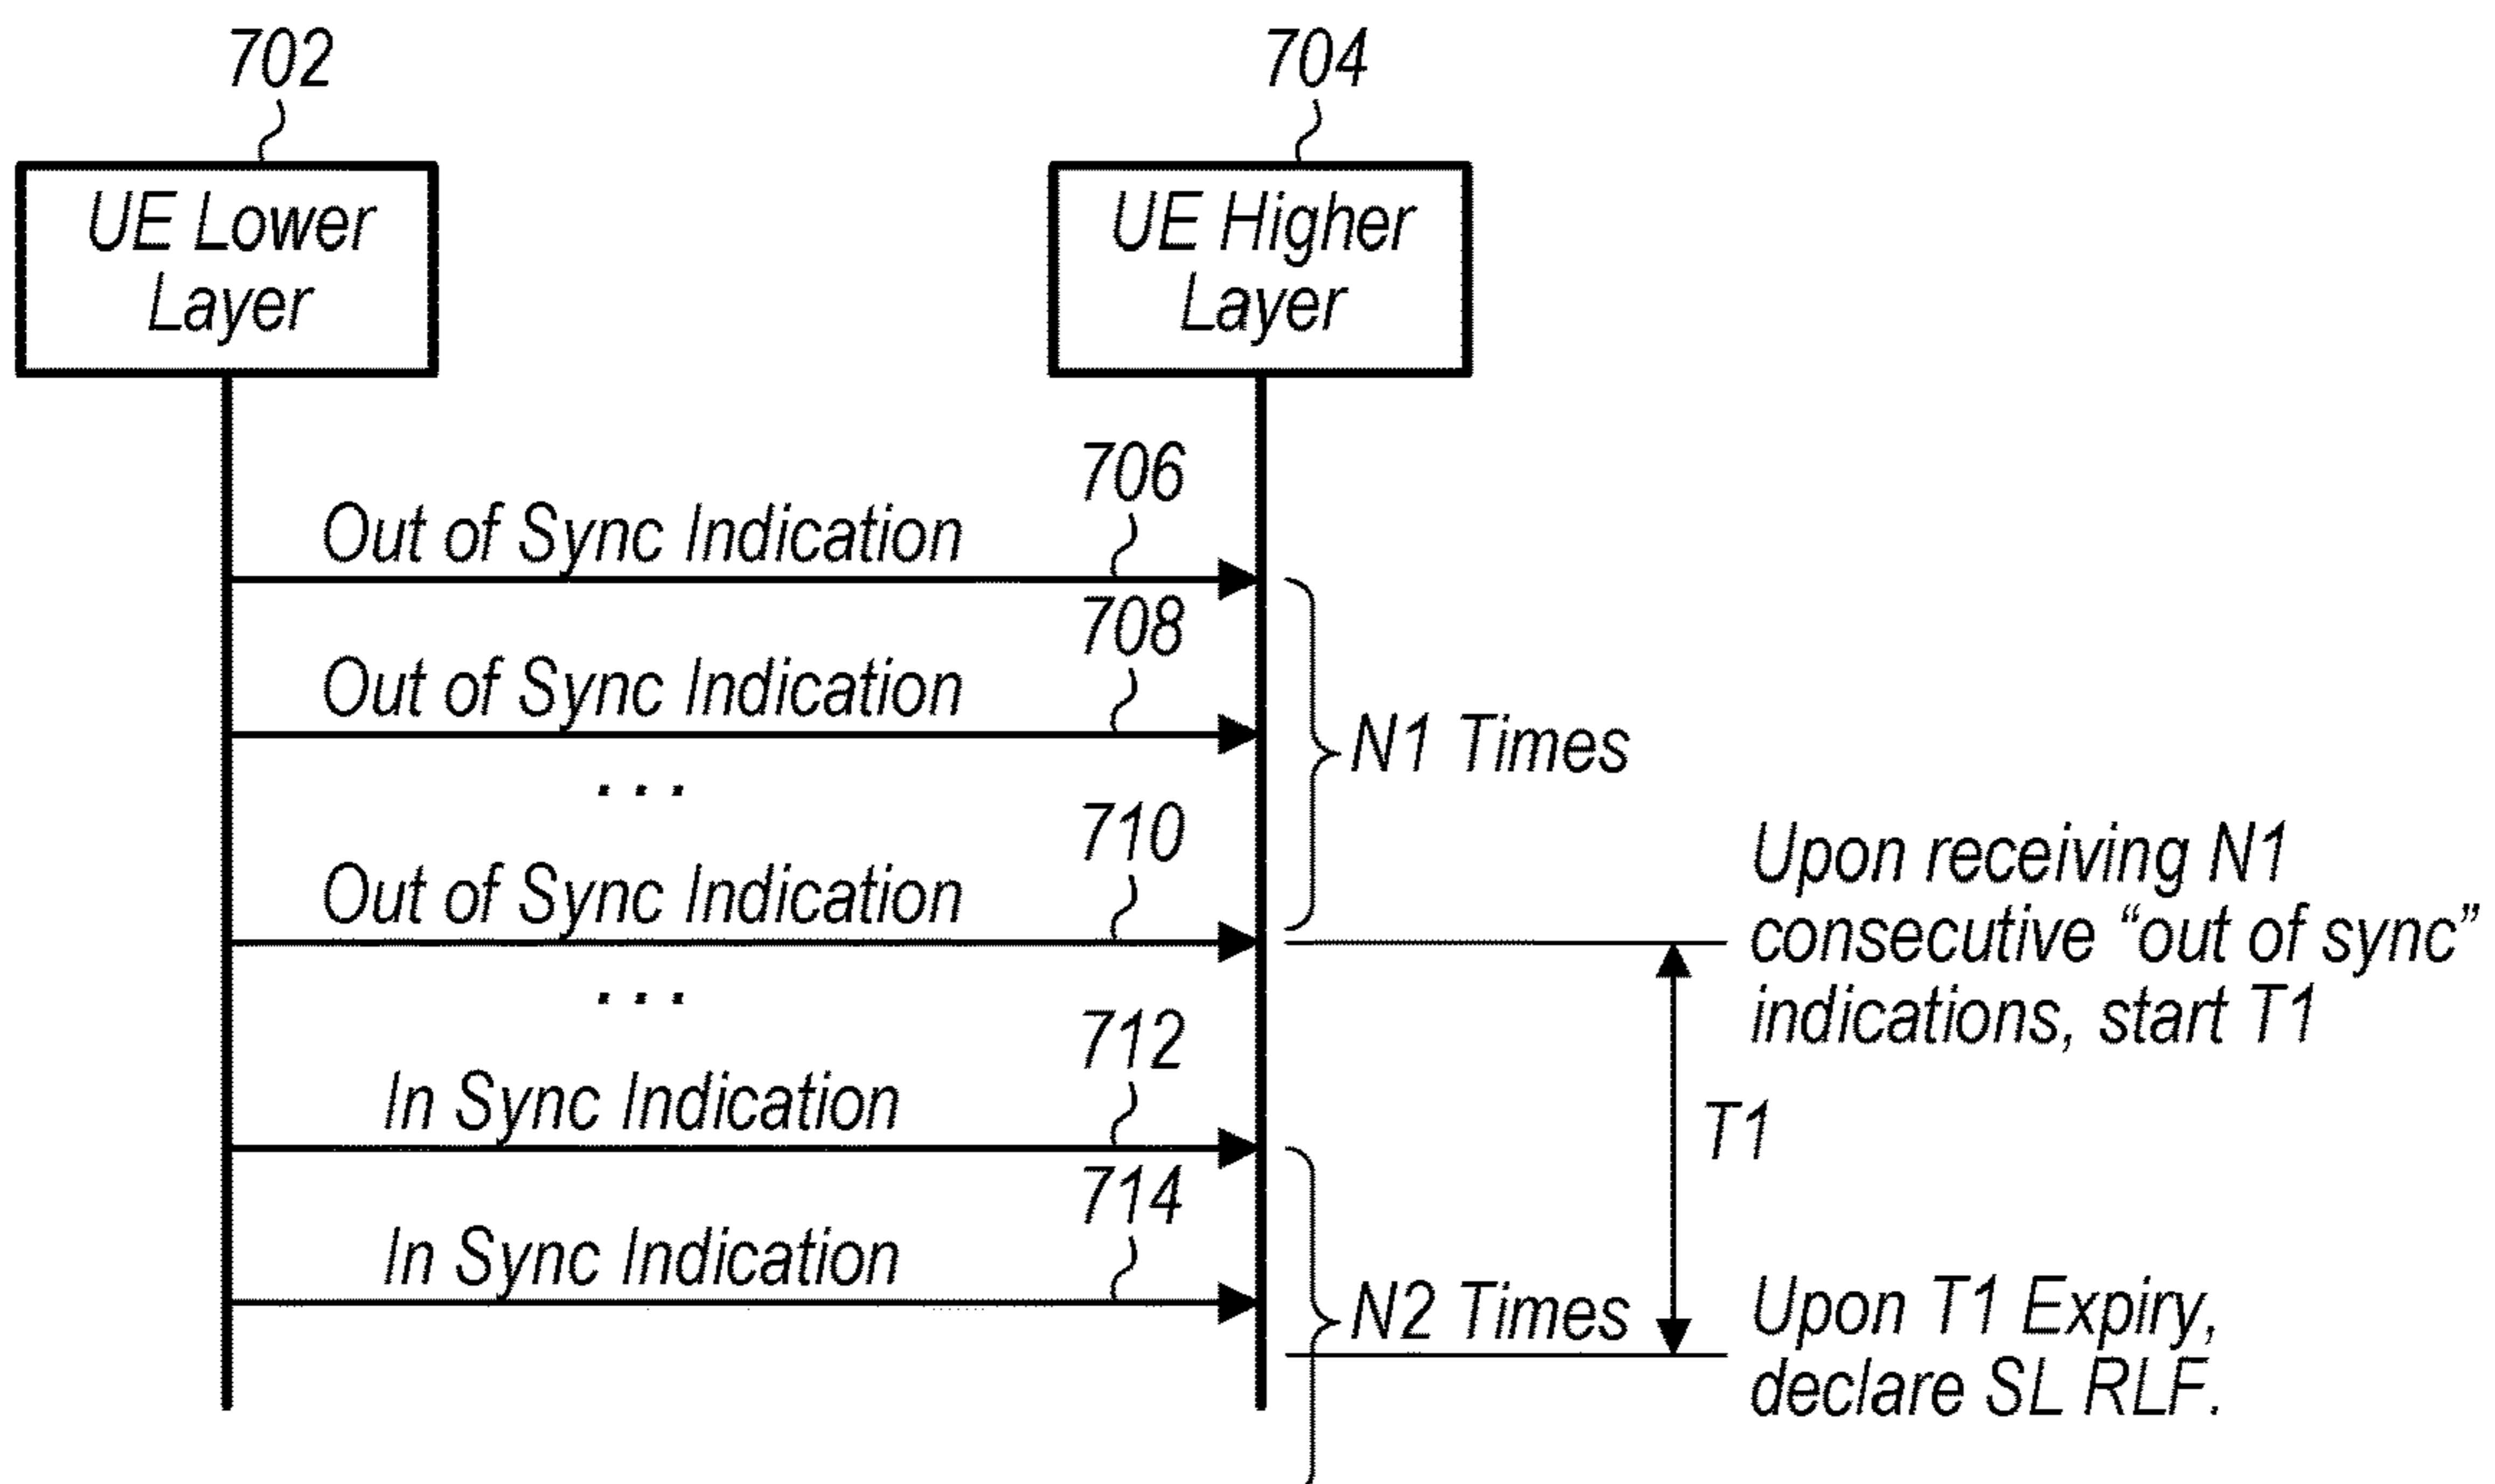 702
704
UE Lower
Layer
UE Higher
Layer
706
Out of Sync Indication
708
Out of Sync Indication
N1 Times
...
710
Out of Sync Indication
Upon receiving N1
consecutive “out of sync”
indications, start T1
...
712
In Sync Indication
T1
714
In Sync Indication
N2 Times
Upon T1 Expiry,
declare SL RLF.